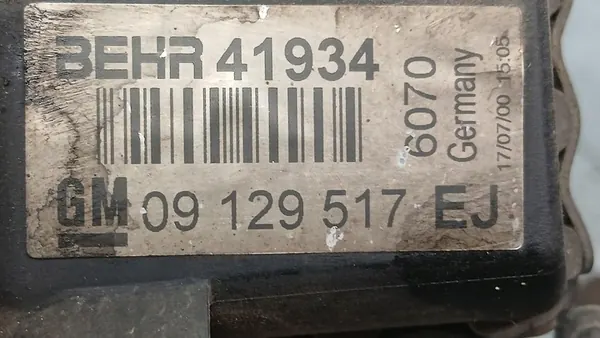 BEHR 41934
GM 09 129 517 EJ
6070
Germany
17/07/00 15:05